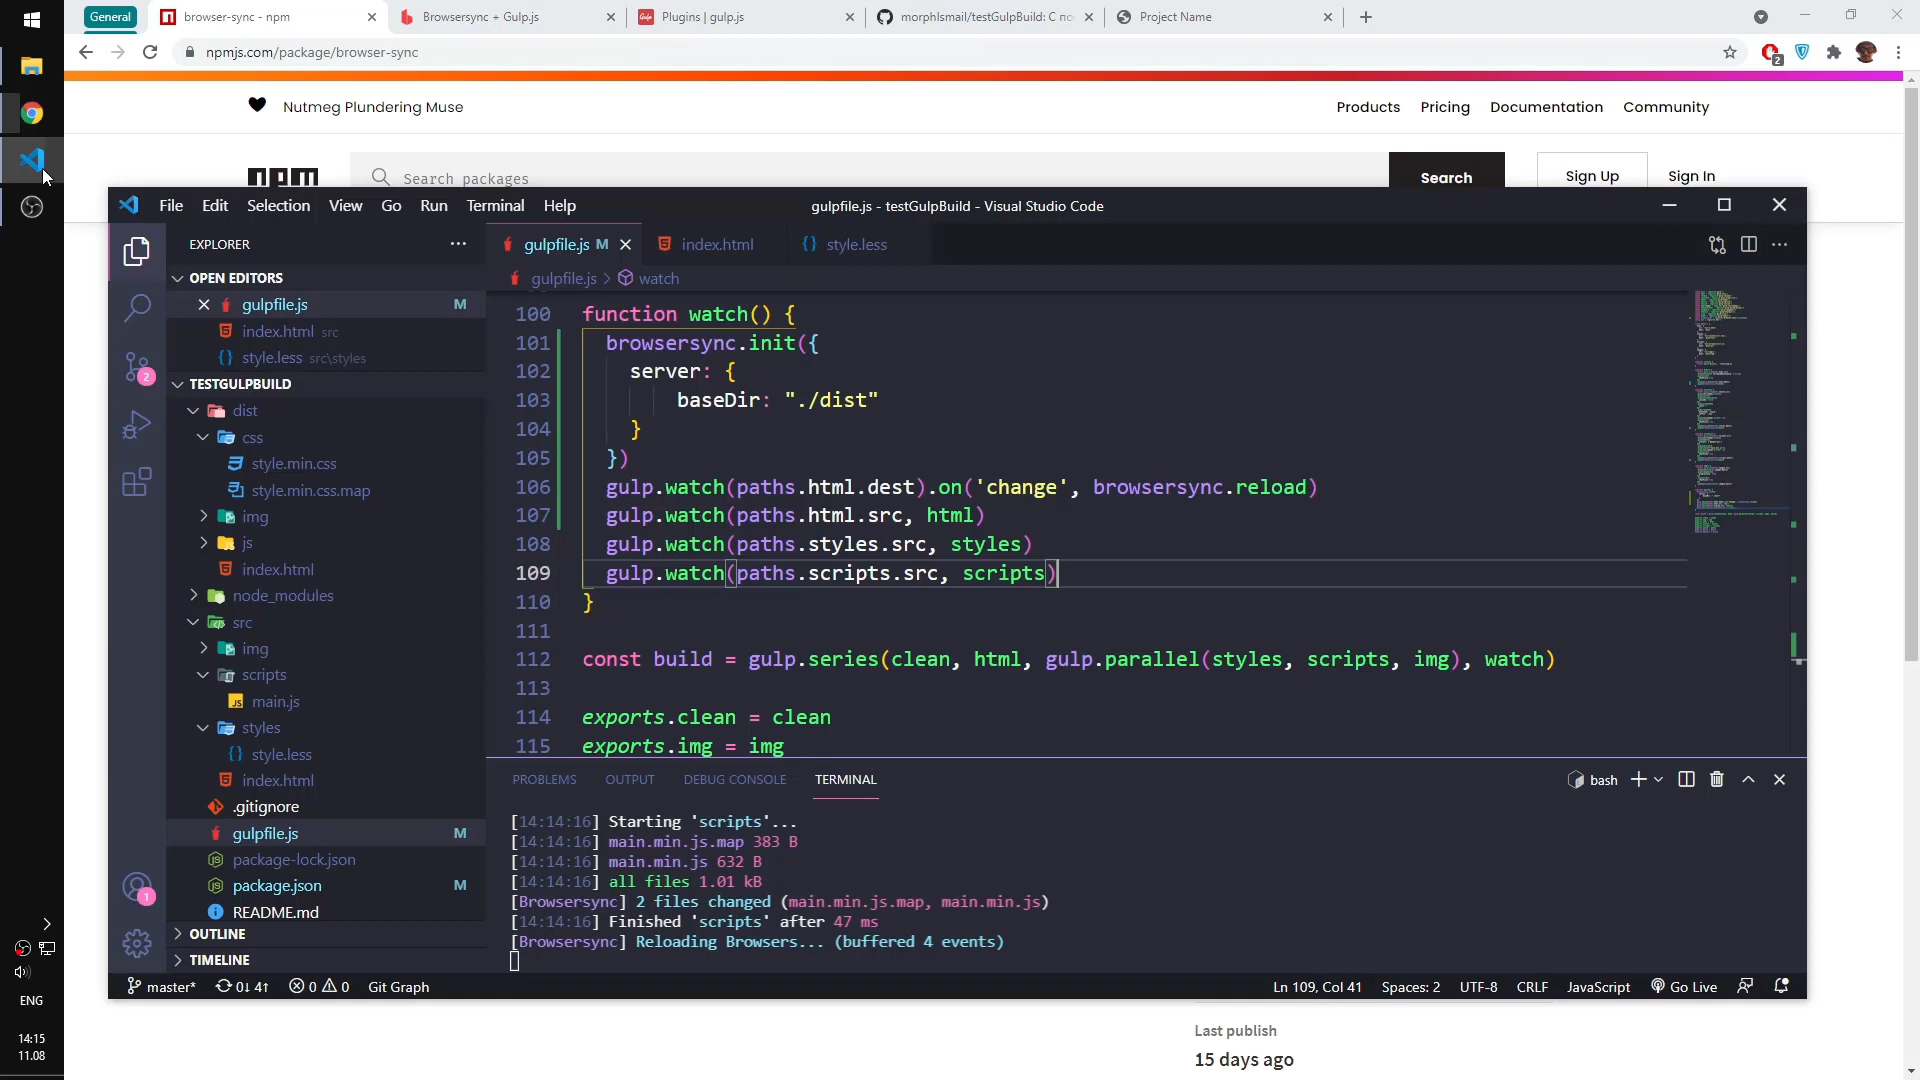 General
browser-sync - npm
Browsersync + Gulp.js
Plugins | gulp.js
morphIsmail/testGulpBuild: С по
Project Name
npmjs.com/package/browser-sync
2
Nutmeg Plundering Muse
Products
Pricing
Documentation
Community
npm
Search packages
Search
Sign Up
Sign In
File Edit Selection View Go Run Terminal Help
gulpfile.js - testGulpBuild - Visual Studio Code
EXPLORER
OPEN EDITORS
gulpfile.js M
index.html src
style.less src\styles
TESTGULPBUILD
dist
css
style.min.css
style.min.css.map
img
js
index.html
node_modules
src
img
scripts
main.js
styles
style.less
index.html
.gitignore
gulpfile.js M
package-lock.json
package.json M
README.md
OUTLINE
TIMELINE
2
1
gulpfile.js M
index.html
style.less
gulpfile.js > watch
100 function watch() {
101 browsersync.init({
102 server: {
103 baseDir: "./dist"
104 }
105 })
106 gulp.watch(paths.html.dest).on('change', browsersync.reload)
107 gulp.watch(paths.html.src, html)
108 gulp.watch(paths.styles.src, styles)
109 gulp.watch(paths.scripts.src, scripts)
110 }
111
112 const build = gulp.series(clean, html, gulp.parallel(styles, scripts, img), watch)
113
114 exports.clean = clean
115 exports.img = img
PROBLEMS OUTPUT DEBUG CONSOLE TERMINAL
bash
[14:14:16] Starting 'scripts'...
[14:14:16] main.min.js.map 383 B
[14:14:16] main.min.js 632 B
[14:14:16] all files 1.01 kB
[Browsersync] 2 files changed (main.min.js.map, main.min.js)
[14:14:16] Finished 'scripts' after 47 ms
[Browsersync] Reloading Browsers... (buffered 4 events)
master*
0↓ 4↑
0
0
Git Graph
Ln 109, Col 41
Spaces: 2
UTF-8
CRLF
JavaScript
Go Live
Last publish
15 days ago
ENG
14:15
11.08